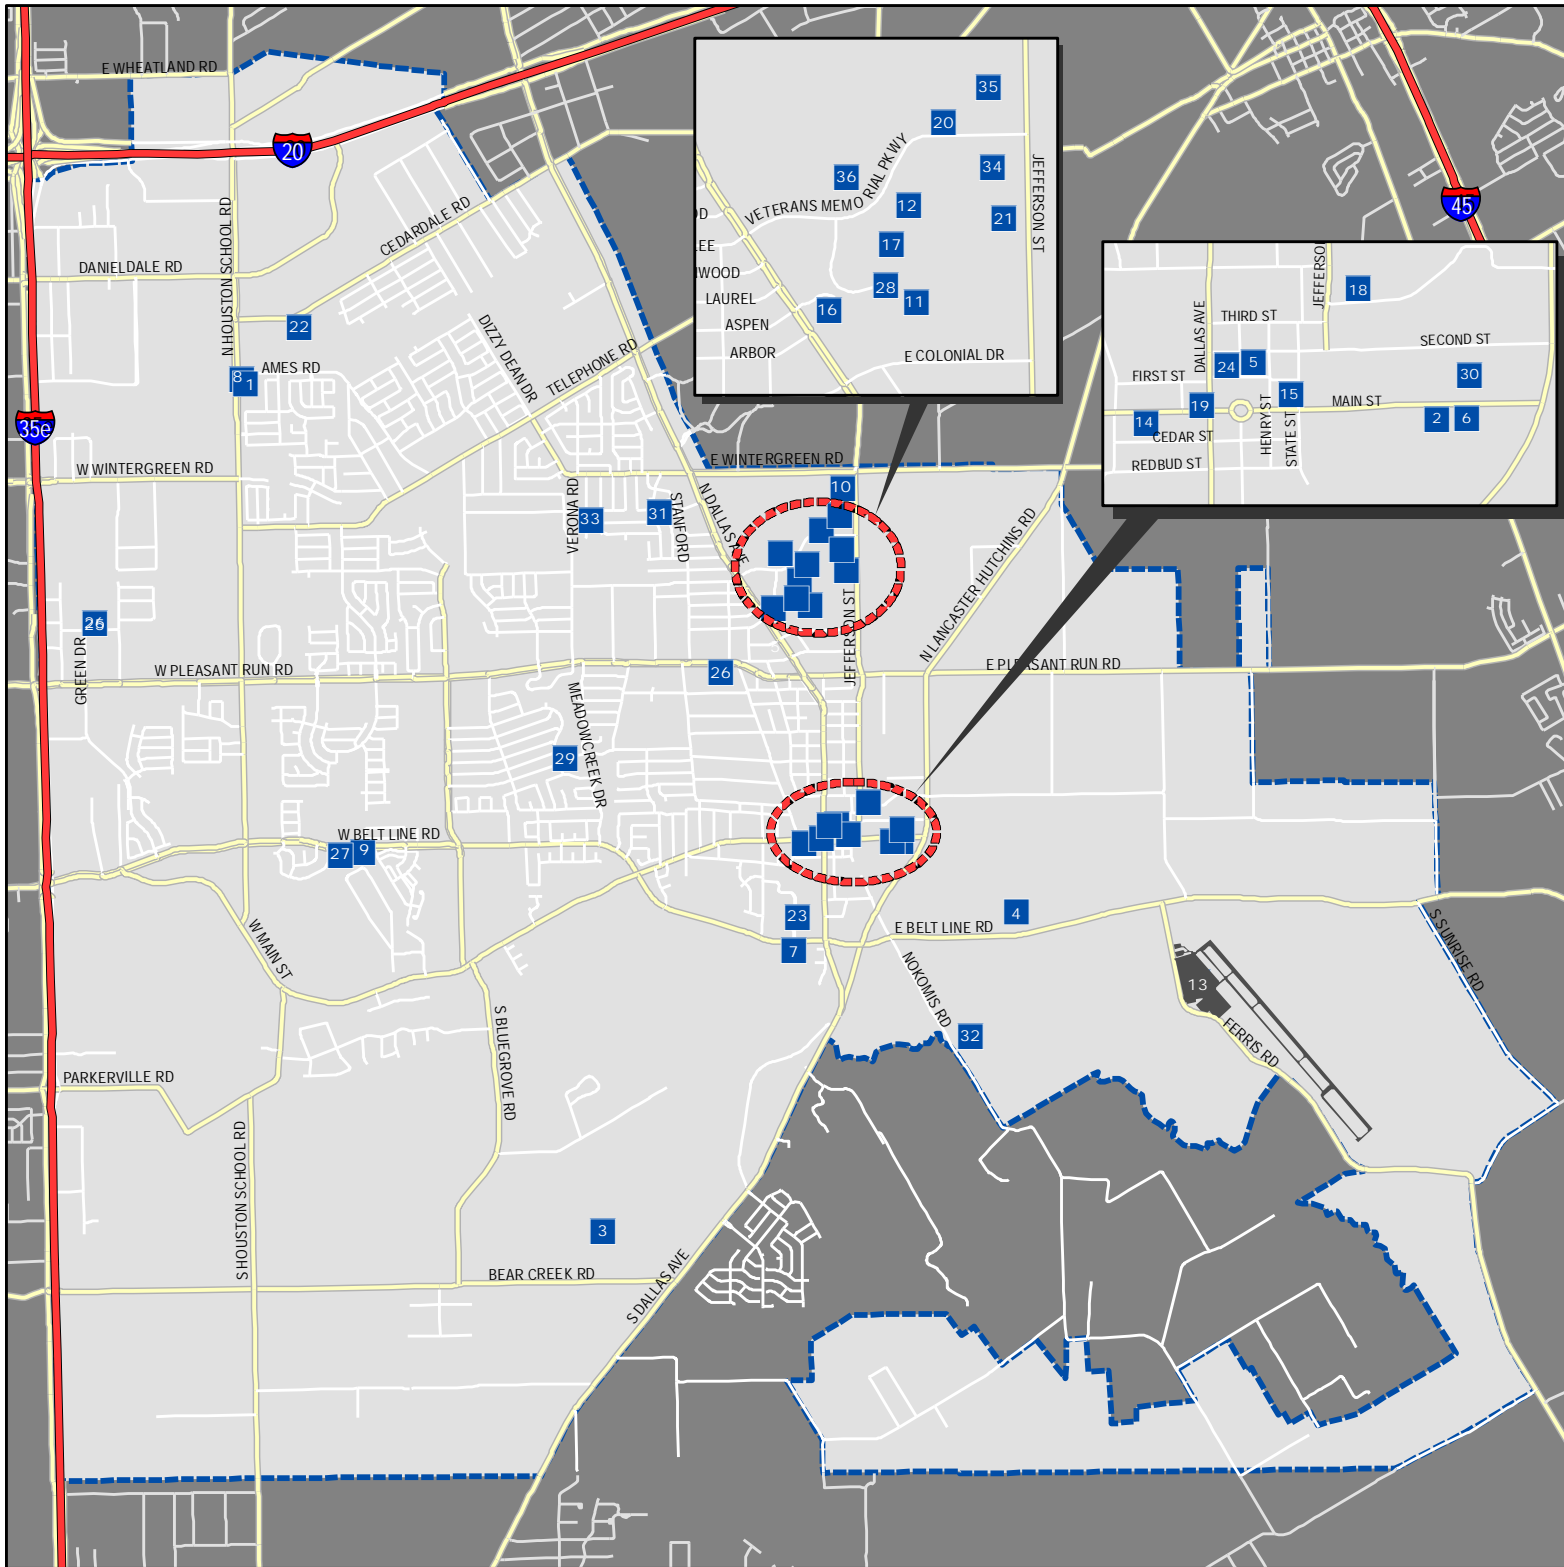 E WHEATLAND RD
20
45
35e
N HOUSTON SCHOOL RD
CEDARDALE RD
DANIELDALE RD
22
8
1
AMES RD
DIZZY DEAN DR
TELEPHONE RD
W WINTERGREEN RD
E WINTERGREEN RD
35
20
34
36
VETERANS MEMO RIAL PKWY
12
21
JEFFERSON ST
17
28
11
16
OD
LEE
NWOOD
LAUREL
ASPEN
ARBOR
E COLONIAL DR
JEFFERSO
18
DALLAS AVE
THIRD ST
SECOND ST
24
5
30
FIRST ST
15
19
MAIN ST
14
2
6
CEDAR ST
HENRY ST
STATE ST
REDBUD ST
10
VERONA RD
33
31
STANFORD
N DALLAS AVE
N LANCASTER HUTCHINS RD
JEFFERSON ST
GREEN DR
W PLEASANT RUN RD
26
E PLEASANT RUN RD
MEADOWCREEK DR
29
W BELT LINE RD
27
9
23
7
4
E BELT LINE RD
W MAIN ST
NOKOMIS RD
13
S SUNRISE RD
FERRIS RD
32
S BLUEGROVE RD
PARKERVILLE RD
S HOUSTON SCHOOL RD
3
BEAR CREEK RD
S DALLAS AVE